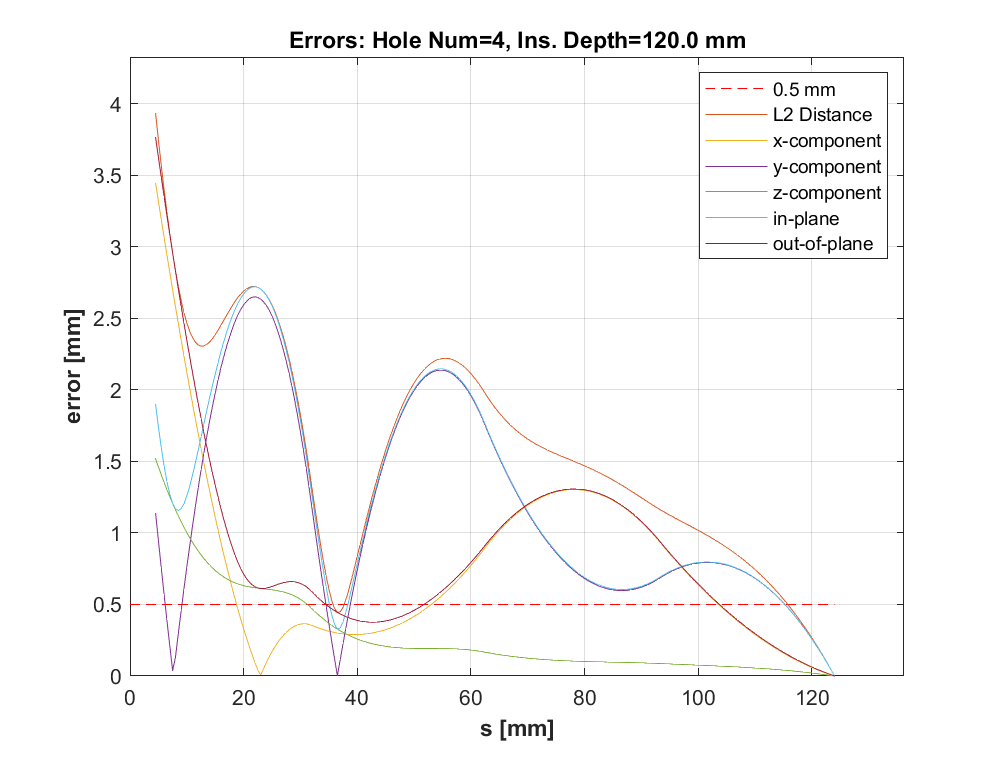 Errors: Hole Num=4, Ins. Depth=120.0 mm
4
3.5
3
2.5
2
1.5
1
0.5
0
error [mm]
0 20 40 60 80 100 120
s [mm]
0.5 mm
L2 Distance
x-component
y-component
z-component
in-plane
out-of-plane